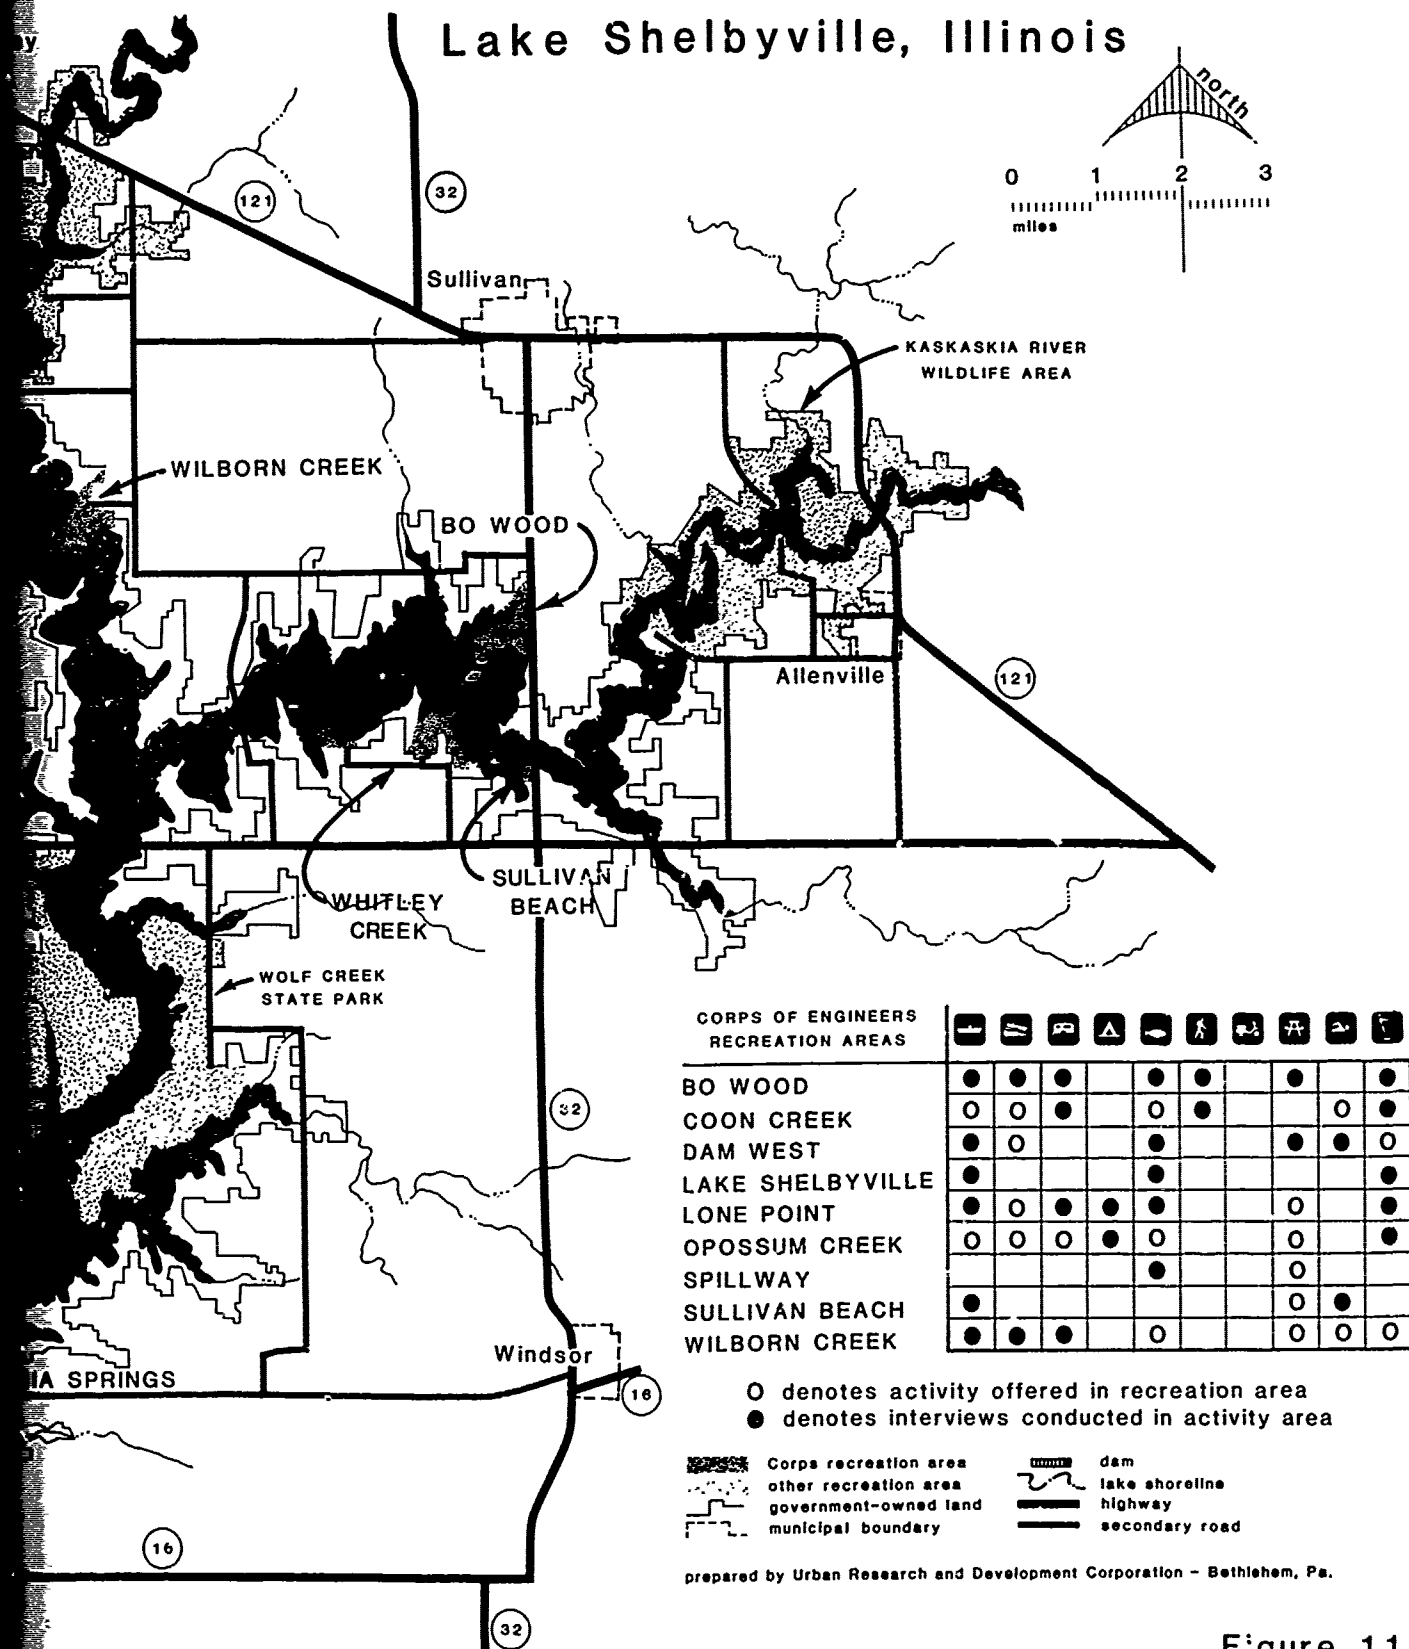 Lake Shelbyville, Illinois
north
0 1 2 3
miles
121
32
Sullivan
KASKASKIA RIVER
WILDLIFE AREA
WILBORN CREEK
BO WOOD
Allenville
121
SULLIVAN
BEACH
WHITLEY
CREEK
WOLF CREEK
STATE PARK
32
Windsor
16
IA SPRINGS
16
32
CORPS OF ENGINEERS
RECREATION AREAS
BO WOOD ● ● ● ● ● ● ●
COON CREEK O O ● O ● O ●
DAM WEST ● O ● ● ● O
LAKE SHELBYVILLE ● ● ●
LONE POINT ● O ● ● ● O ●
OPOSSUM CREEK O O O ● O O ●
SPILLWAY ● O
SULLIVAN BEACH ● O ●
WILBORN CREEK ● ● ● O O O O
O denotes activity offered in recreation area
● denotes interviews conducted in activity area
Corps recreation area
other recreation area
government-owned land
municipal boundary
dam
lake shoreline
highway
secondary road
prepared by Urban Research and Development Corporation - Bethlehem, Pa.
Figure 11